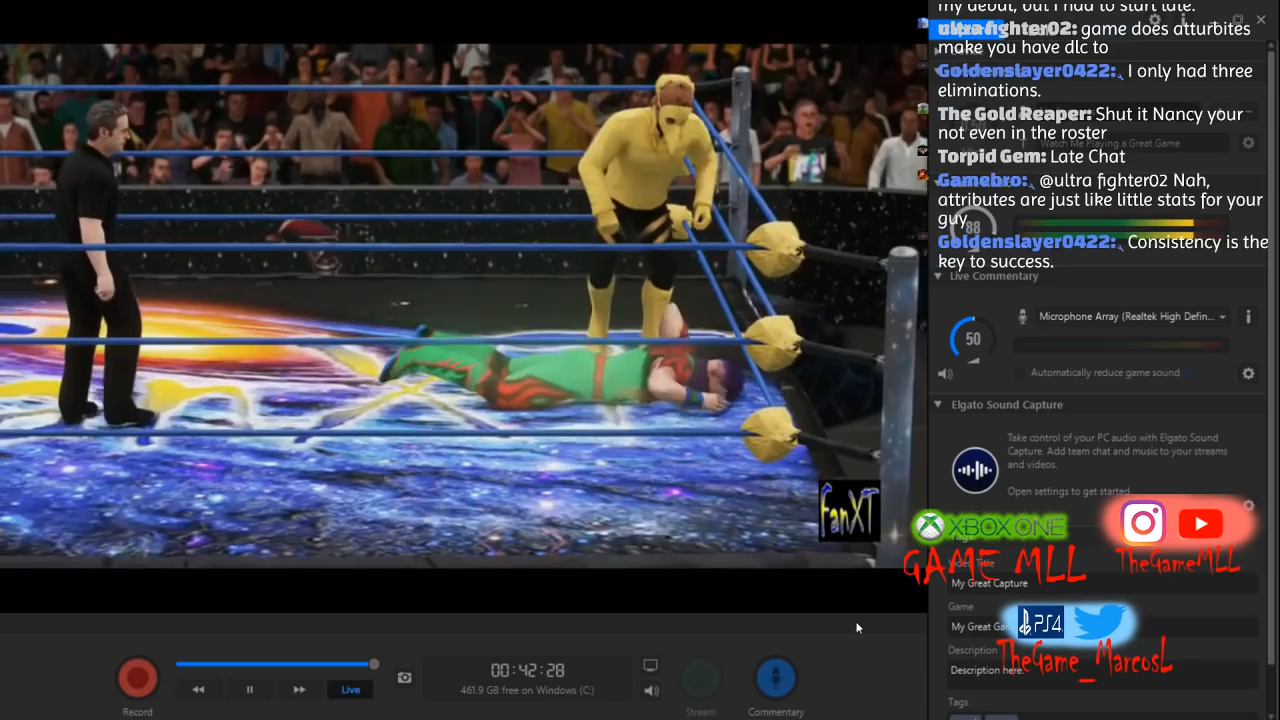 my debut, but I had to start late.
ultra fighter02: game does atturbites
make you have dlc to
Goldenslayer0422: I only had three
eliminations.
The Gold Reaper: Shut it Nancy your
not even in the roster
Watch Me Playing a Great Game
Torpid Gem: Late Chat
Gamebro: @ultra fighter02 Nah,
attributes are just like little stats for your
guy
88
Goldenslayer0422: Consistency is the
key to success.
Live Commentary
Microphone Array (Realtek High Defin...
50
Automatically reduce game sound
Elgato Sound Capture
Take control of your PC audio with Elgato Sound
Capture. Add team chat and music to your streams
and videos.
Open settings to get started.
FanXT
XBOX ONE
GAME MLL
TheGameMLL
My Great Capture
Game
My Great Ga
PS4
Description
Description here.
TheGame_MarcosL
Tags
00:42:28
461.9 GB free on Windows (C:)
Live
Record
Stream
Commentary